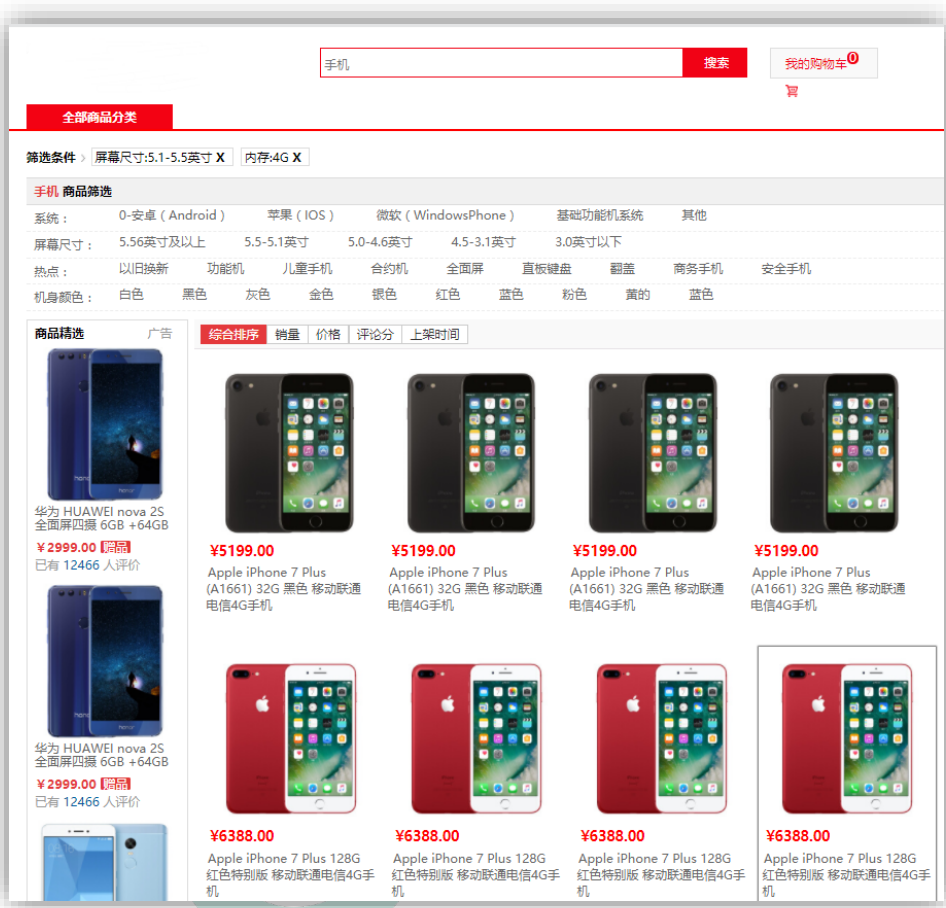 手机
搜索
我的购物车0
全部商品分类
筛选条件 > 屏幕尺寸:5.1-5.5英寸 X 内存:4G X
手机 商品筛选
系统： 0-安卓（Android） 苹果（IOS） 微软（WindowsPhone） 基础功能机系统 其他
屏幕尺寸： 5.56英寸及以上 5.5-5.1英寸 5.0-4.6英寸 4.5-3.1英寸 3.0英寸以下
热点： 以旧换新 功能机 儿童手机 合约机 全面屏 直板键盘 翻盖 商务手机 安全手机
机身颜色： 白色 黑色 灰色 金色 银色 红色 蓝色 粉色 黄的 蓝色
商品精选 广告
honor
honor
华为 HUAWEI nova 2S
全面屏四摄 6GB +64GB
¥2999.00 赠品
已有 12466 人评价
honor
honor
华为 HUAWEI nova 2S
全面屏四摄 6GB +64GB
¥2999.00 赠品
已有 12466 人评价
综合排序 销量 价格 评论分 上架时间
¥5199.00 ¥5199.00 ¥5199.00 ¥5199.00
Apple iPhone 7 Plus
(A1661) 32G 黑色 移动联通
电信4G手机
Apple iPhone 7 Plus
(A1661) 32G 黑色 移动联通
电信4G手机
Apple iPhone 7 Plus
(A1661) 32G 黑色 移动联通
电信4G手机
Apple iPhone 7 Plus
(A1661) 32G 黑色 移动联通
电信4G手机
¥6388.00 ¥6388.00 ¥6388.00 ¥6388.00
Apple iPhone 7 Plus 128G
红色特别版 移动联通电信4G手
机
Apple iPhone 7 Plus 128G
红色特别版 移动联通电信4G手
机
Apple iPhone 7 Plus 128G
红色特别版 移动联通电信4G手
机
Apple iPhone 7 Plus 128G
红色特别版 移动联通电信4G手
机